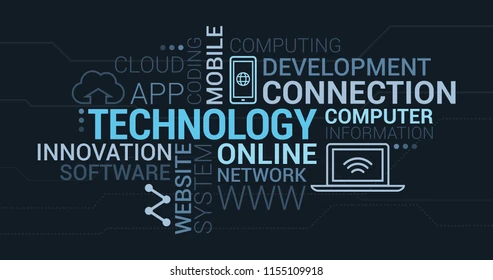 CLOUD
CODING
MOBILE
COMPUTING
DEVELOPMENT
APP
CONNECTION
TECHNOLOGY
COMPUTER
INFORMATION
INNOVATION
ONLINE
SOFTWARE
WEBSITE
SYSTEM
NETWORK
WWW
shutterstock.com · 1155109918